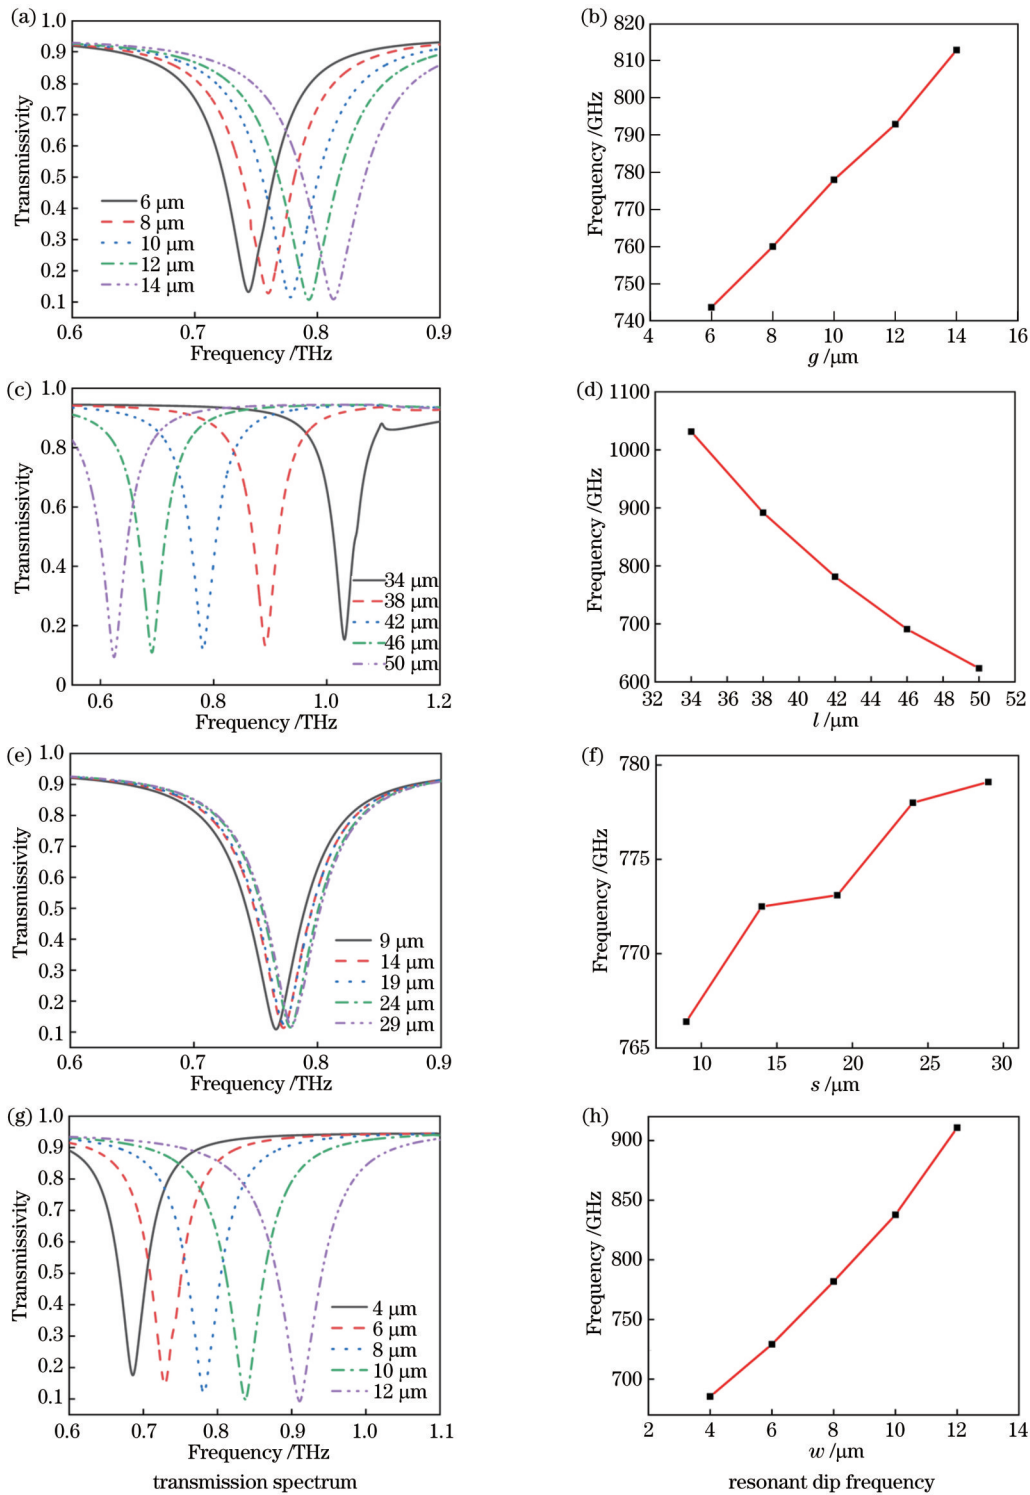 (a)
1.0
0.9
0.8
0.7
0.6
0.5
0.4
0.3
0.2
0.1
Transmissivity
6 μm
8 μm
10 μm
12 μm
14 μm
0.6 0.7 0.8 0.9
Frequency /THz
(b)
820
810
800
790
780
770
760
750
740
Frequency /GHz
4 6 8 10 12 14 16
g /μm
(c)
1.0
0.8
0.6
0.4
0.2
0
Transmissivity
34 μm
38 μm
42 μm
46 μm
50 μm
0.6 0.8 1.0 1.2
Frequency /THz
(d)
1100
1000
900
800
700
600
Frequency /GHz
32 34 36 38 40 42 44 46 48 50 52
l /μm
(e)
1.0
0.9
0.8
0.7
0.6
0.5
0.4
0.3
0.2
0.1
Transmissivity
9 μm
14 μm
19 μm
24 μm
29 μm
0.6 0.7 0.8 0.9
Frequency /THz
(f)
780
775
770
765
Frequency /GHz
10 15 20 25 30
s /μm
(g)
1.0
0.9
0.8
0.7
0.6
0.5
0.4
0.3
0.2
0.1
Transmissivity
4 μm
6 μm
8 μm
10 μm
12 μm
0.6 0.7 0.8 0.9 1.0 1.1
Frequency /THz
transmission spectrum
(h)
900
850
800
750
700
Frequency /GHz
2 4 6 8 10 12 14
w /μm
resonant dip frequency